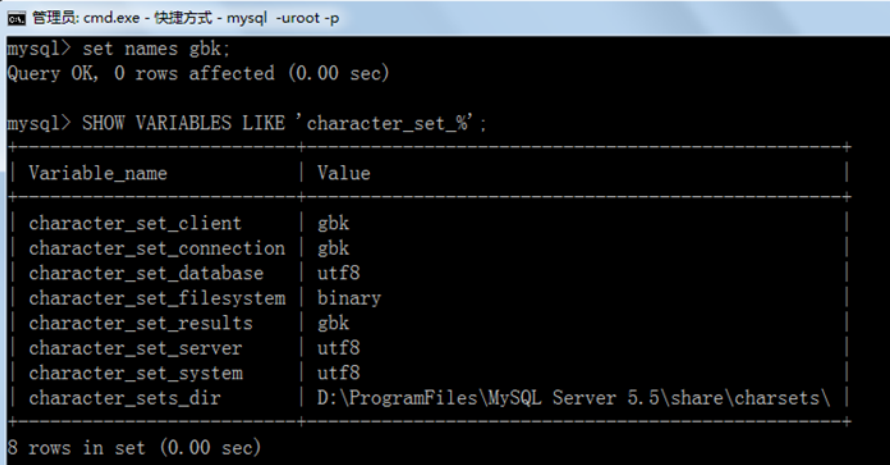 管理员: cmd.exe - 快捷方式 - mysql  -uroot -p
mysql> set names gbk;
Query OK, 0 rows affected (0.00 sec)
mysql> SHOW VARIABLES LIKE 'character_set_%';
+--------------------------+--------------------------------------------------+
| Variable_name            | Value                                            |
+--------------------------+--------------------------------------------------+
| character_set_client     | gbk                                              |
| character_set_connection | gbk                                              |
| character_set_database   | utf8                                             |
| character_set_filesystem | binary                                           |
| character_set_results    | gbk                                              |
| character_set_server     | utf8                                             |
| character_set_system     | utf8                                             |
| character_sets_dir       | D:\ProgramFiles\MySQL Server 5.5\share\charsets\ |
+--------------------------+--------------------------------------------------+
8 rows in set (0.00 sec)